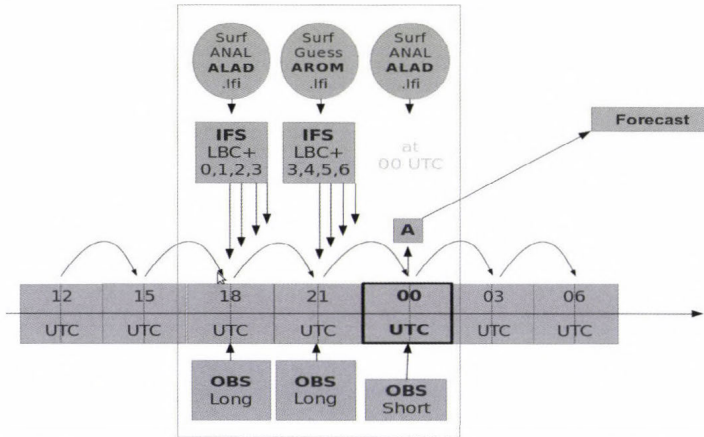 Surf
ANAL
ALAD
.lfi
Surf
Guess
AROM
.lfi
Surf
ANAL
ALAD
.lfi
IFS
LBC+
0,1,2,3
IFS
LBC+
3,4,5,6
at
00 UTC
Forecast
A
12 15 18 21 00 03 06
UTC UTC UTC UTC UTC UTC UTC
OBS
Long
OBS
Long
OBS
Short